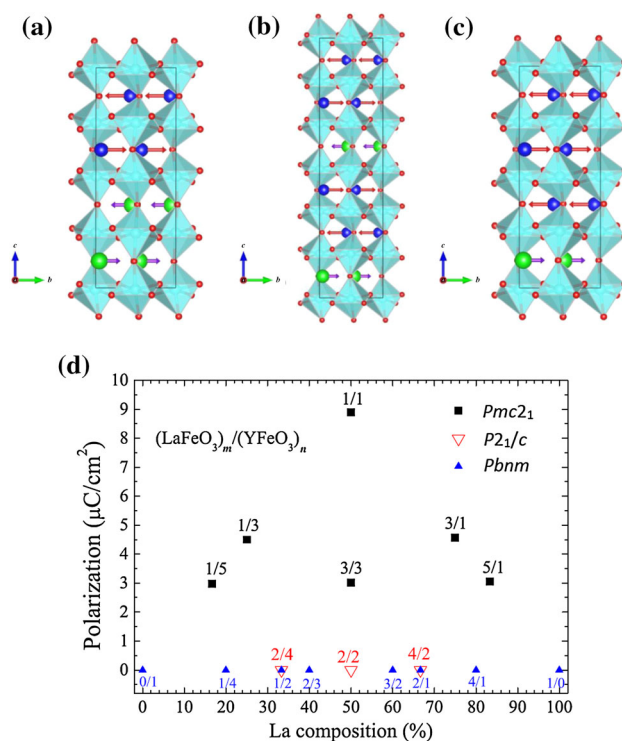 (a)
(b)
(c)
c
b
c
b
c
b
(d)
Polarization (μC/cm²)
10
9
8
7
6
5
4
3
2
1
0
(LaFeO₃)ₘ/(YFeO₃)ₙ
1/1
Pmc2₁
P2₁/c
Pbnm
1/3
3/1
1/5
3/3
5/1
2/4
2/2
4/2
0/1
1/4
1/2
2/3
3/2
2/1
4/1
1/0
0 10 20 30 40 50 60 70 80 90 100
La composition (%)